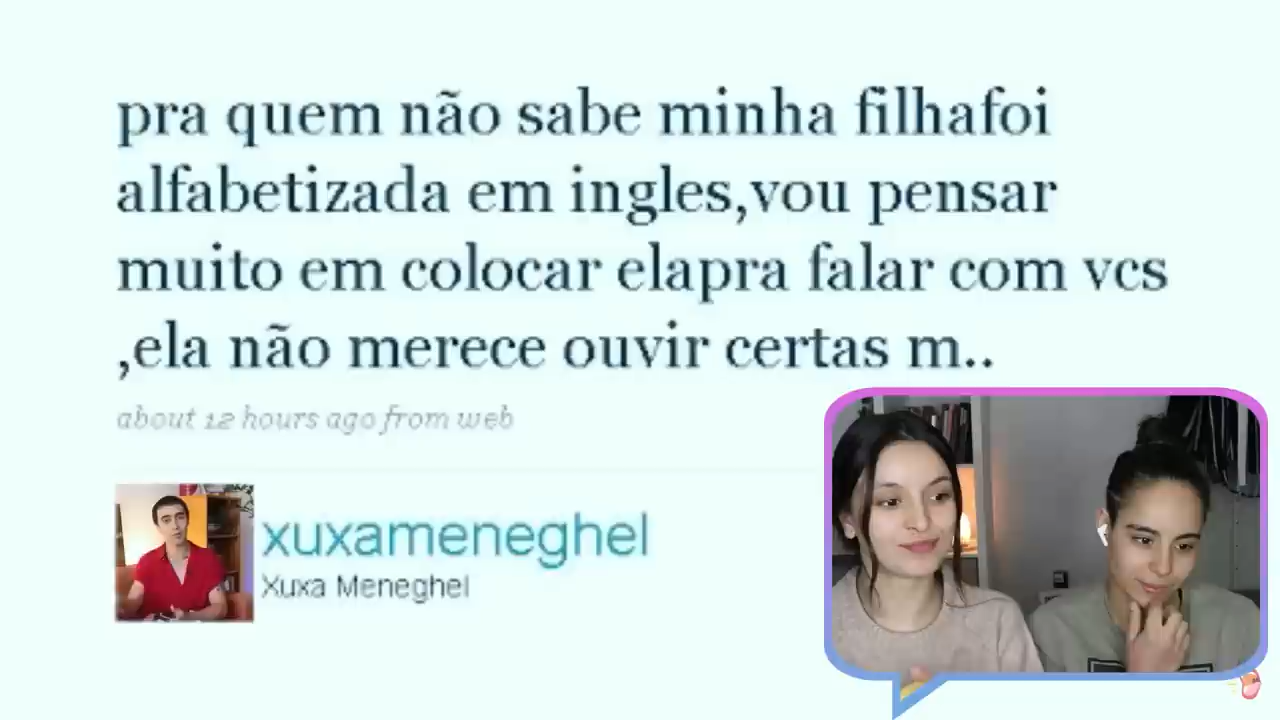 pra quem não sabe minha filhafoi
alfabetizada em ingles,vou pensar
muito em colocar elapra falar com vcs
,ela não merece ouvir certas m..
about 12 hours ago from web
xuxameneghel
Xuxa Meneghel